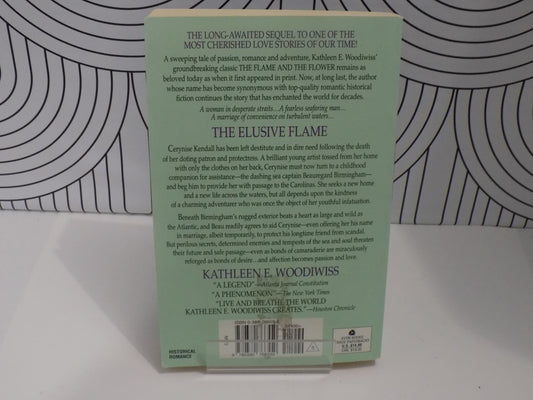 THE LONG-AWAITED SEQUEL TO ONE OF THE
MOST CHERISHED LOVE STORIES OF OUR TIME!
A sweeping tale of passion, romance and adventure, Kathleen E. Woodiwiss'
groundbreaking classic THE FLAME AND THE FLOWER remains as
beloved today as when it first appeared in print. Now, at long last, the author
whose name has become synonymous with top-quality romantic historical
fiction continues the story that has enchanted the world for decades.
A woman in desperate straits... A fearless seafaring man...
A marriage of convenience on turbulent waters...
THE ELUSIVE FLAME
Cerynise Kendall has been left destitute and in dire need following the death
of her doting patron and protectress. A brilliant young artist tossed from her home
with only the clothes on her back, Cerynise must now turn to a childhood
companion for assistance—the dashing sea captain Beauregard Birmingham—
and beg him to provide her with passage to the Carolinas. She seeks a new home
and a new life across the waters, but all depends upon the kindness
of a charming adventurer who was once the object of her youthful infatuation.
Beneath Birmingham's rugged exterior beats a heart as large and wild as
the Atlantic, and Beau readily agrees to aid Cerynise—even offering her his name
in marriage, albeit temporarily, to protect his longtime friend from scandal.
But perilous secrets, determined enemies and tempests of the sea and soul threaten
their future and safe passage—even as bonds of camaraderie are miraculously
reforged as bonds of desire...and affection becomes passion and love.
KATHLEEN E. WOODIWISS
"A LEGEND"—Atlanta Journal Constitution
"A PHENOMENON"—The New York Times
"LIVE AND BREATHE THE WORLD
KATHLEEN E. WOODIWISS CREATES."—Houston Chronicle
HISTORICAL
ROMANCE
AVON BOOKS
TRADE PAPERBACK